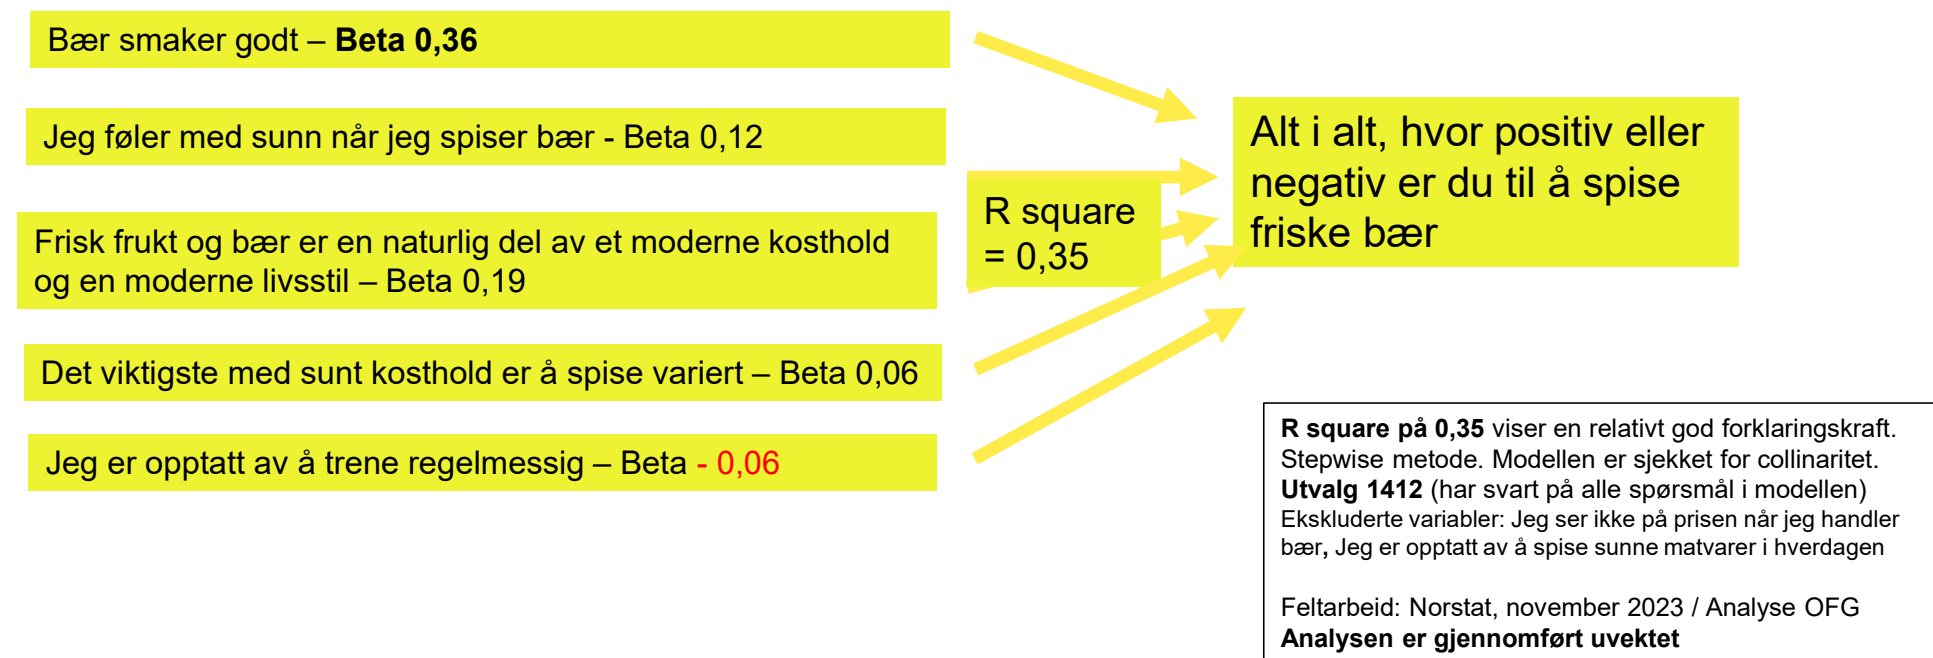 Bær smaker godt – Beta 0,36
Jeg føler med sunn når jeg spiser bær - Beta 0,12
Frisk frukt og bær er en naturlig del av et moderne kosthold
og en moderne livsstil – Beta 0,19
Det viktigste med sunt kosthold er å spise variert – Beta 0,06
Jeg er opptatt av å trene regelmessig – Beta - 0,06
R square
= 0,35
Alt i alt, hvor positiv eller
negativ er du til å spise
friske bær
R square på 0,35 viser en relativt god forklaringskraft.
Stepwise metode. Modellen er sjekket for collinaritet.
Utvalg 1412 (har svart på alle spørsmål i modellen)
Ekskluderte variabler: Jeg ser ikke på prisen når jeg handler
bær, Jeg er opptatt av å spise sunne matvarer i hverdagen
Feltarbeid: Norstat, november 2023 / Analyse OFG
Analysen er gjennomført uvektet